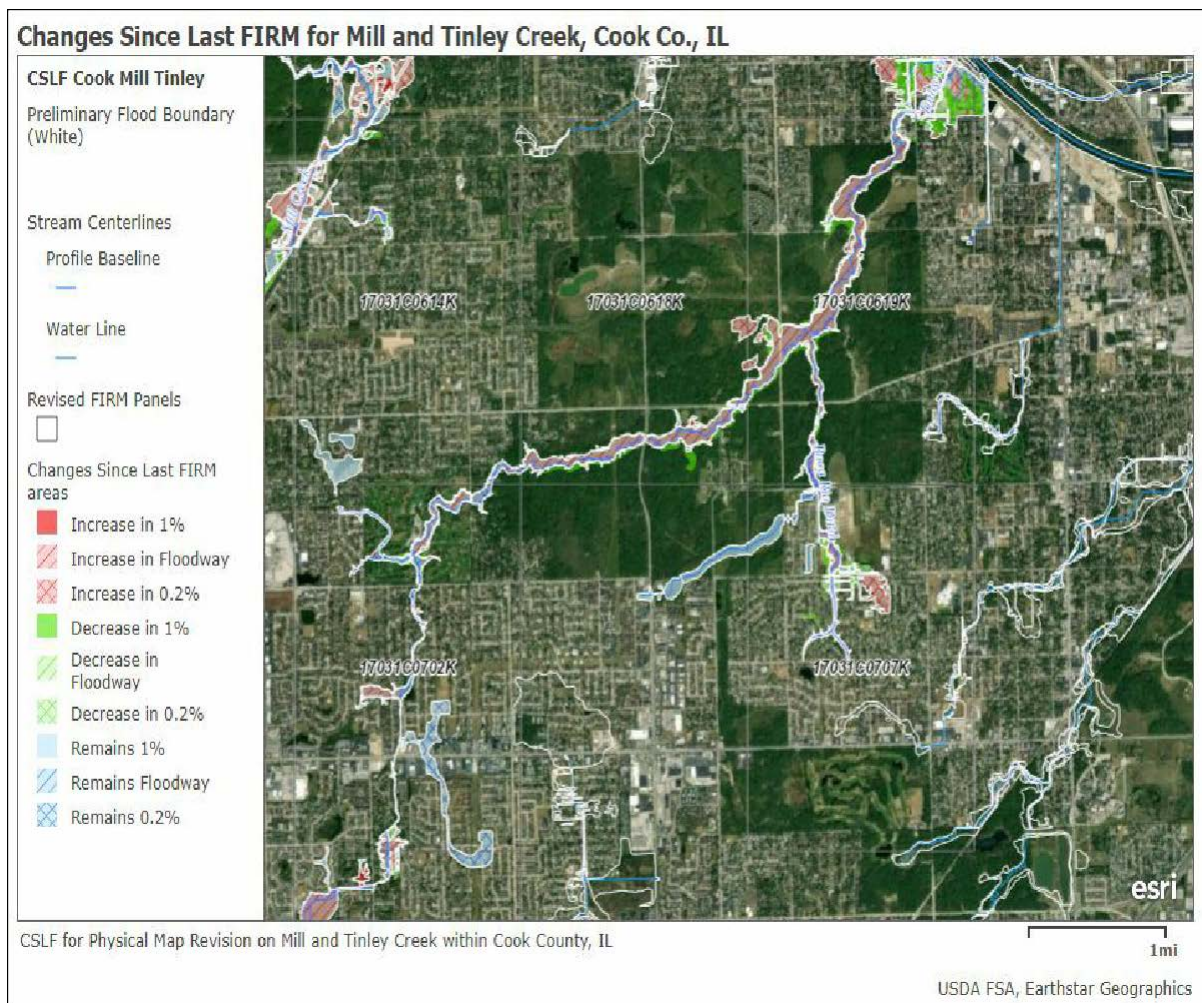 Changes Since Last FIRM for Mill and Tinley Creek, Cook Co., IL
CSLF Cook Mill Tinley
Preliminary Flood Boundary
(White)
Stream Centerlines
Profile Baseline
Water Line
Revised FIRM Panels
Changes Since Last FIRM
areas
Increase in 1%
Increase in Floodway
Increase in 0.2%
Decrease in 1%
Decrease in
Floodway
Decrease in 0.2%
Remains 1%
Remains Floodway
Remains 0.2%
17031C0614K
17031C0618K
17031C0619K
17031C0702K
17031C0707K
esri
CSLF for Physical Map Revision on Mill and Tinley Creek within Cook County, IL
1mi
USDA FSA, Earthstar Geographics